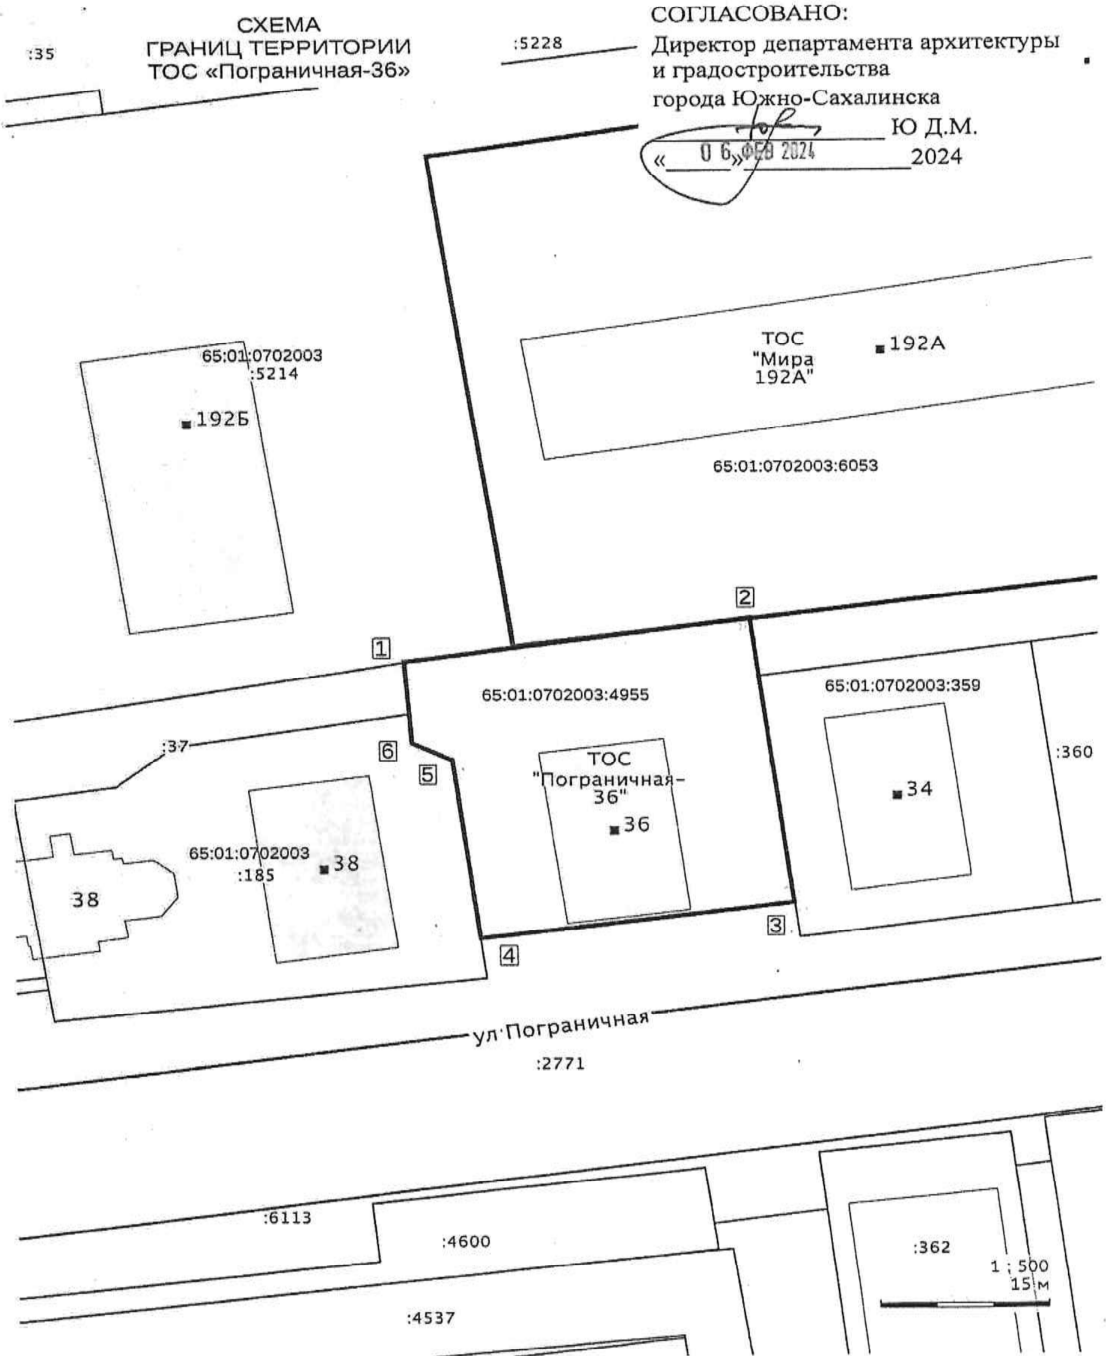 СХЕМА
ГРАНИЦ ТЕРРИТОРИИ
ТОС «Пограничная-36»
СОГЛАСОВАНО:
Директор департамента архитектуры
и градостроительства
города Южно-Сахалинска
Ю Д.М.
« 0 6 » ФЕВ 2024 2024
:35
:5228
65:01:0702003
:5214
192Б
ТОС
"Мира
192А"
192А
65:01:0702003:6053
1
2
65:01:0702003:4955
65:01:0702003:359
:37
6
5
ТОС
"Пограничная-
36"
36
34
:360
65:01:0702003
:185
38
38
3
4
ул Пограничная
:2771
:6113
:4600
:362
1 : 500
15 м
:4537